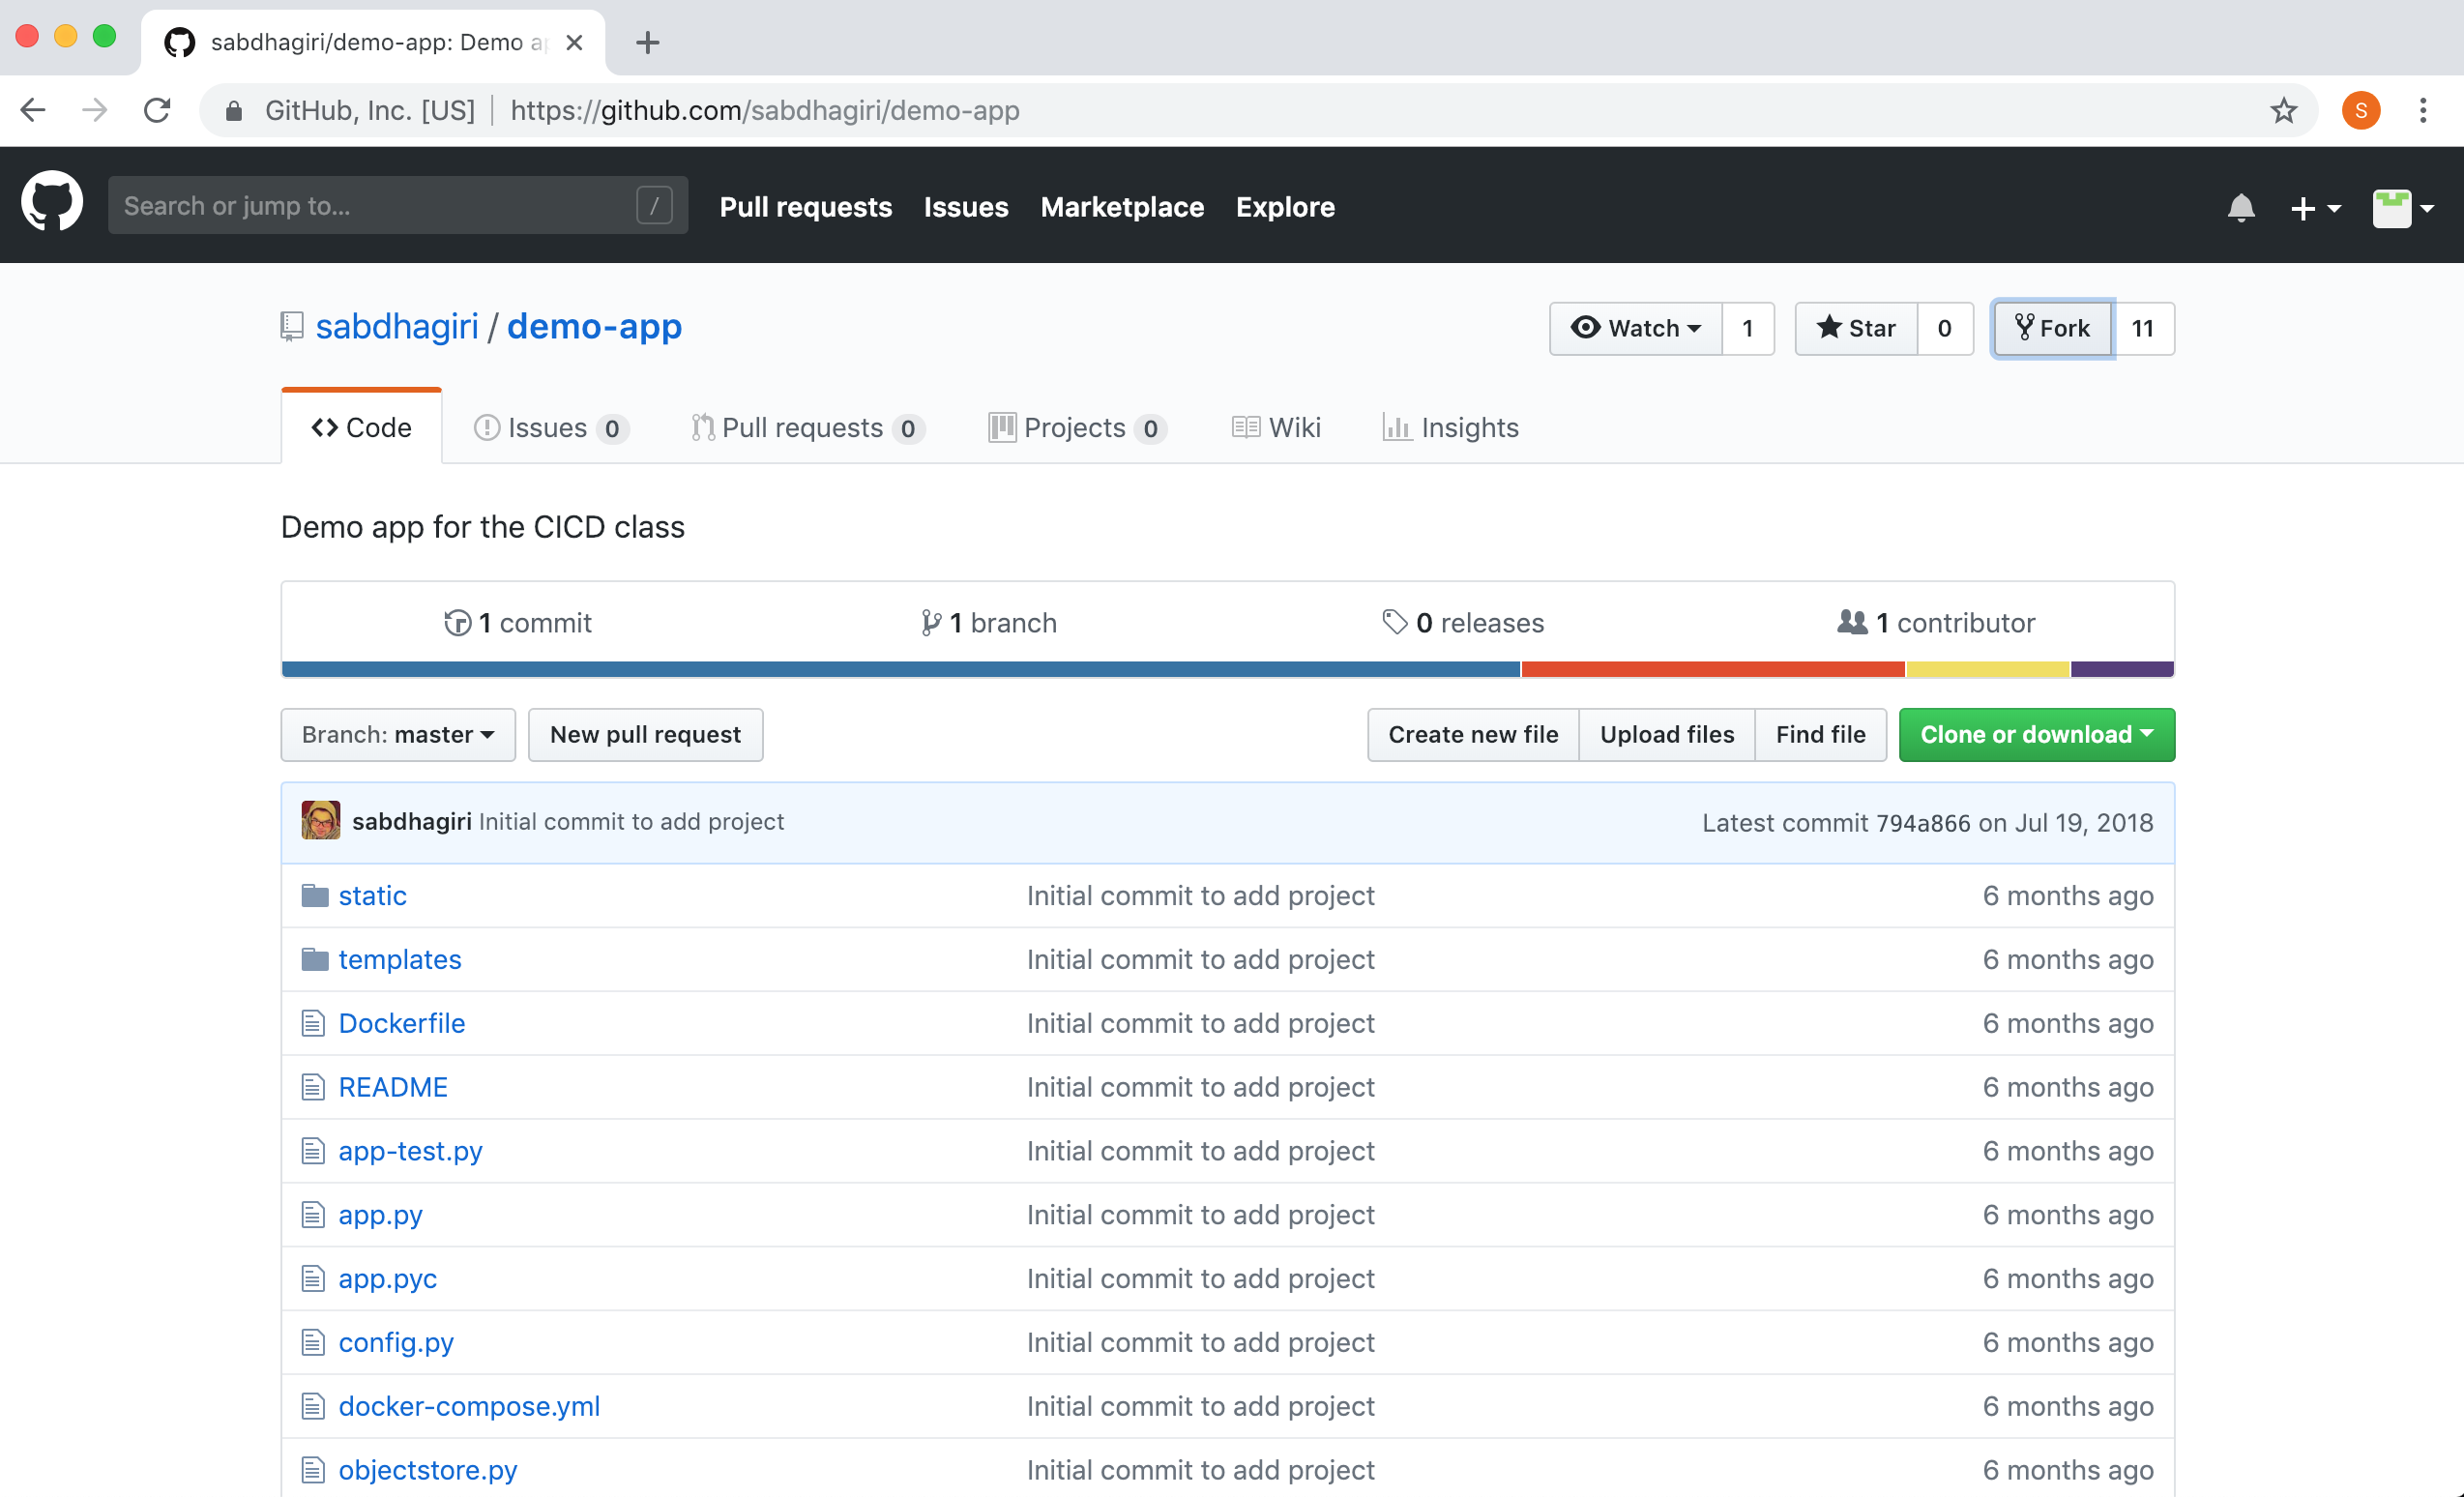 sabdhagiri/demo-app: Demo
GitHub, Inc. [US] https://github.com/sabdhagiri/demo-app S
Search or jump to... / Pull requests Issues Marketplace Explore
sabdhagiri / demo-app Watch 1 Star 0 Fork 11
Code Issues 0 Pull requests 0 Projects 0 Wiki Insights
Demo app for the CICD class
1 commit 1 branch 0 releases 1 contributor
Branch: master New pull request Create new file Upload files Find file Clone or download
sabdhagiri Initial commit to add project Latest commit 794a866 on Jul 19, 2018
static Initial commit to add project 6 months ago
templates Initial commit to add project 6 months ago
Dockerfile Initial commit to add project 6 months ago
README Initial commit to add project 6 months ago
app-test.py Initial commit to add project 6 months ago
app.py Initial commit to add project 6 months ago
app.pyc Initial commit to add project 6 months ago
config.py Initial commit to add project 6 months ago
docker-compose.yml Initial commit to add project 6 months ago
objectstore.py Initial commit to add project 6 months ago